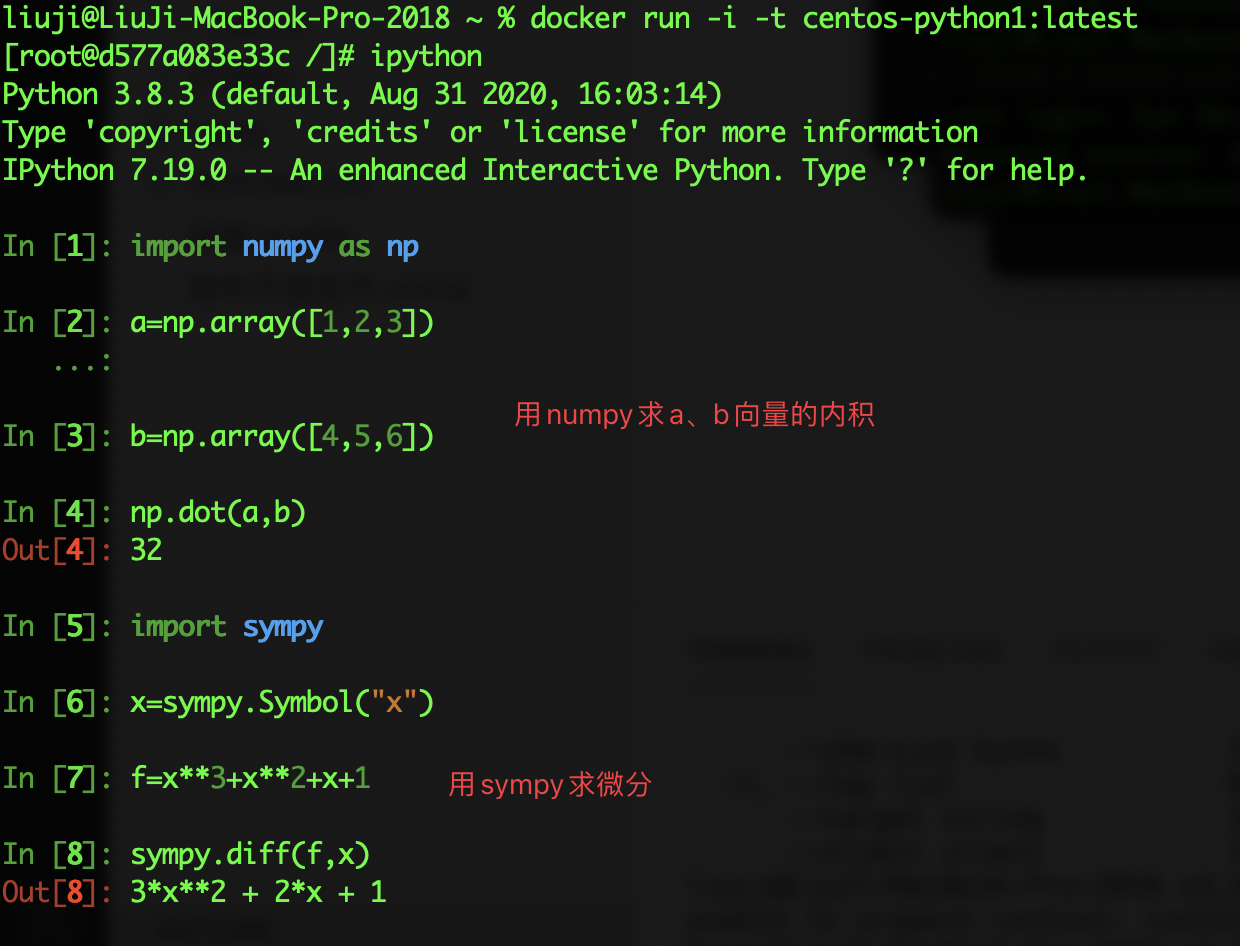 liuji@LiuJi-MacBook-Pro-2018 ~ % docker run -i -t centos-python1:latest
[root@d577a083e33c /]# ipython
Python 3.8.3 (default, Aug 31 2020, 16:03:14)
Type 'copyright', 'credits' or 'license' for more information
IPython 7.19.0 -- An enhanced Interactive Python. Type '?' for help.
In [1]: import numpy as np
In [2]: a=np.array([1,2,3])
...:
用numpy求a、b向量的内积
In [3]: b=np.array([4,5,6])
In [4]: np.dot(a,b)
Out[4]: 32
In [5]: import sympy
In [6]: x=sympy.Symbol("x")
In [7]: f=x**3+x**2+x+1
用sympy求微分
In [8]: sympy.diff(f,x)
Out[8]: 3*x**2 + 2*x + 1